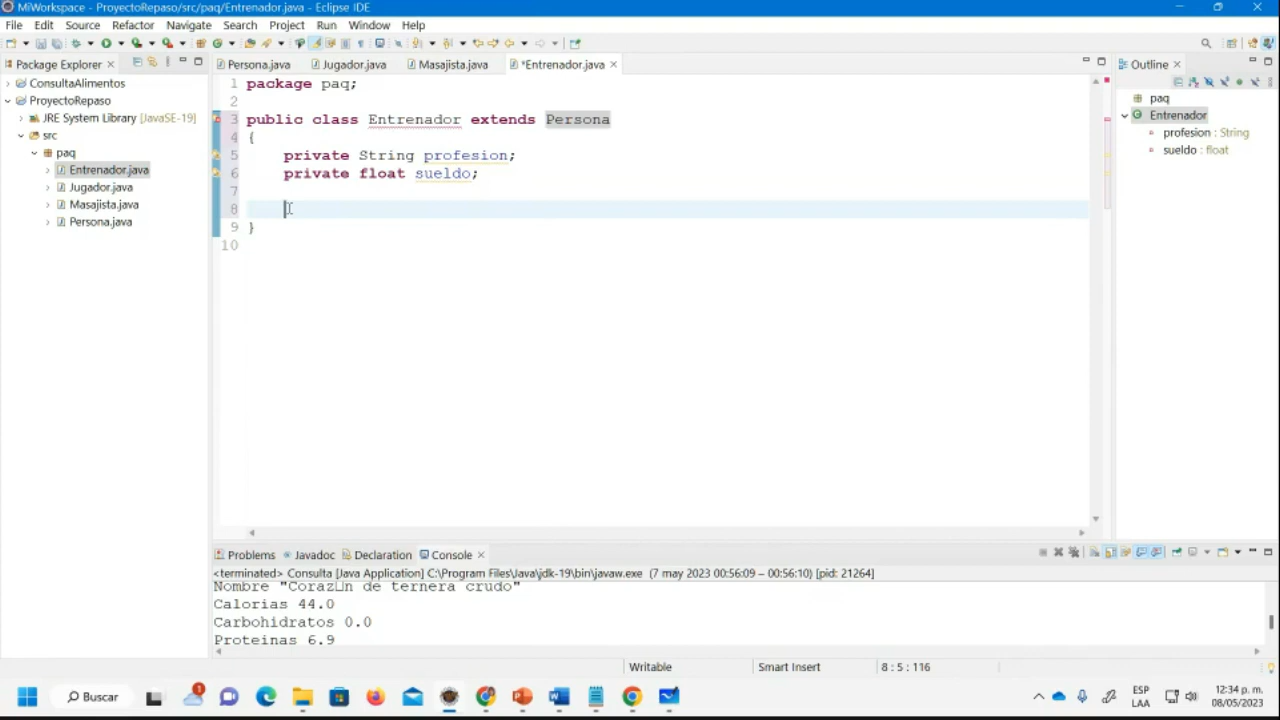 MiWorkspace - ProyectoRepaso/src/paq/Entrenador.java - Eclipse IDE
File Edit Source Refactor Navigate Search Project Run Window Help
Package Explorer
Persona.java Jugador.java Masajista.java *Entrenador.java
Outline
ConsultaAlimentos
ProyectoRepaso
JRE System Library [JavaSE-19]
src
paq
Entrenador.java
Jugador.java
Masajista.java
Persona.java
1 package paq;
2
3 public class Entrenador extends Persona
4 {
5 private String profesion;
6 private float sueldo;
7
8
9 }
10
paq
Entrenador
profesion : String
sueldo : float
Problems Javadoc Declaration Console
<terminated> Consulta [Java Application] C:\Program Files\Java\jdk-19\bin\javaw.exe (7 may 2023 00:56:09 – 00:56:10) [pid: 21264]
Nombre "Coraz□n de ternera crudo"
Calorias 44.0
Carbohidratos 0.0
Proteinas 6.9
Writable Smart Insert 8 : 5 : 116
Buscar
1
ESP
LAA
12:34 p. m.
08/05/2023